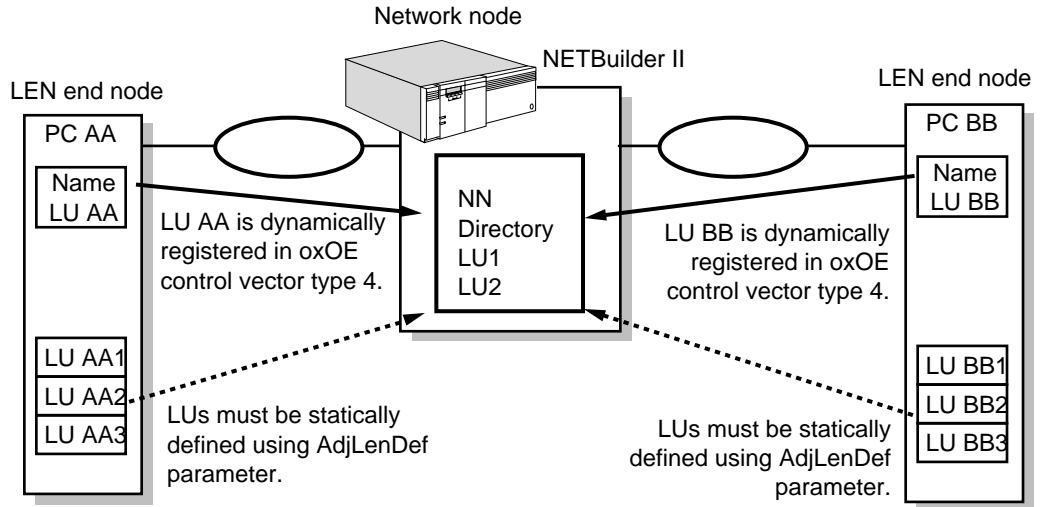 Network node
NETBuilder II
LEN end node
PC AA
Name
LU AA
LU AA is dynamically
registered in oxOE
control vector type 4.
LU AA1
LU AA2
LU AA3
LUs must be statically
defined using AdjLenDef
parameter.
NN
Directory
LU1
LU2
LEN end node
PC BB
Name
LU BB
LU BB is dynamically
registered in oxOE
control vector type 4.
LU BB1
LU BB2
LU BB3
LUs must be statically
defined using AdjLenDef
parameter.